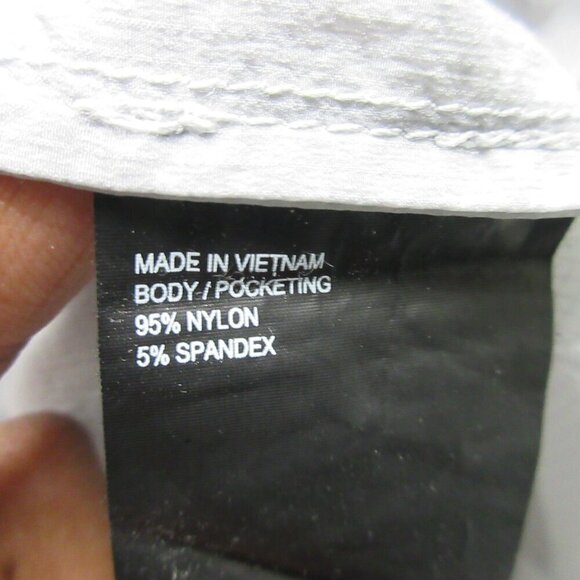 MADE IN VIETNAM
BODY / POCKETING
95% NYLON
5% SPANDEX